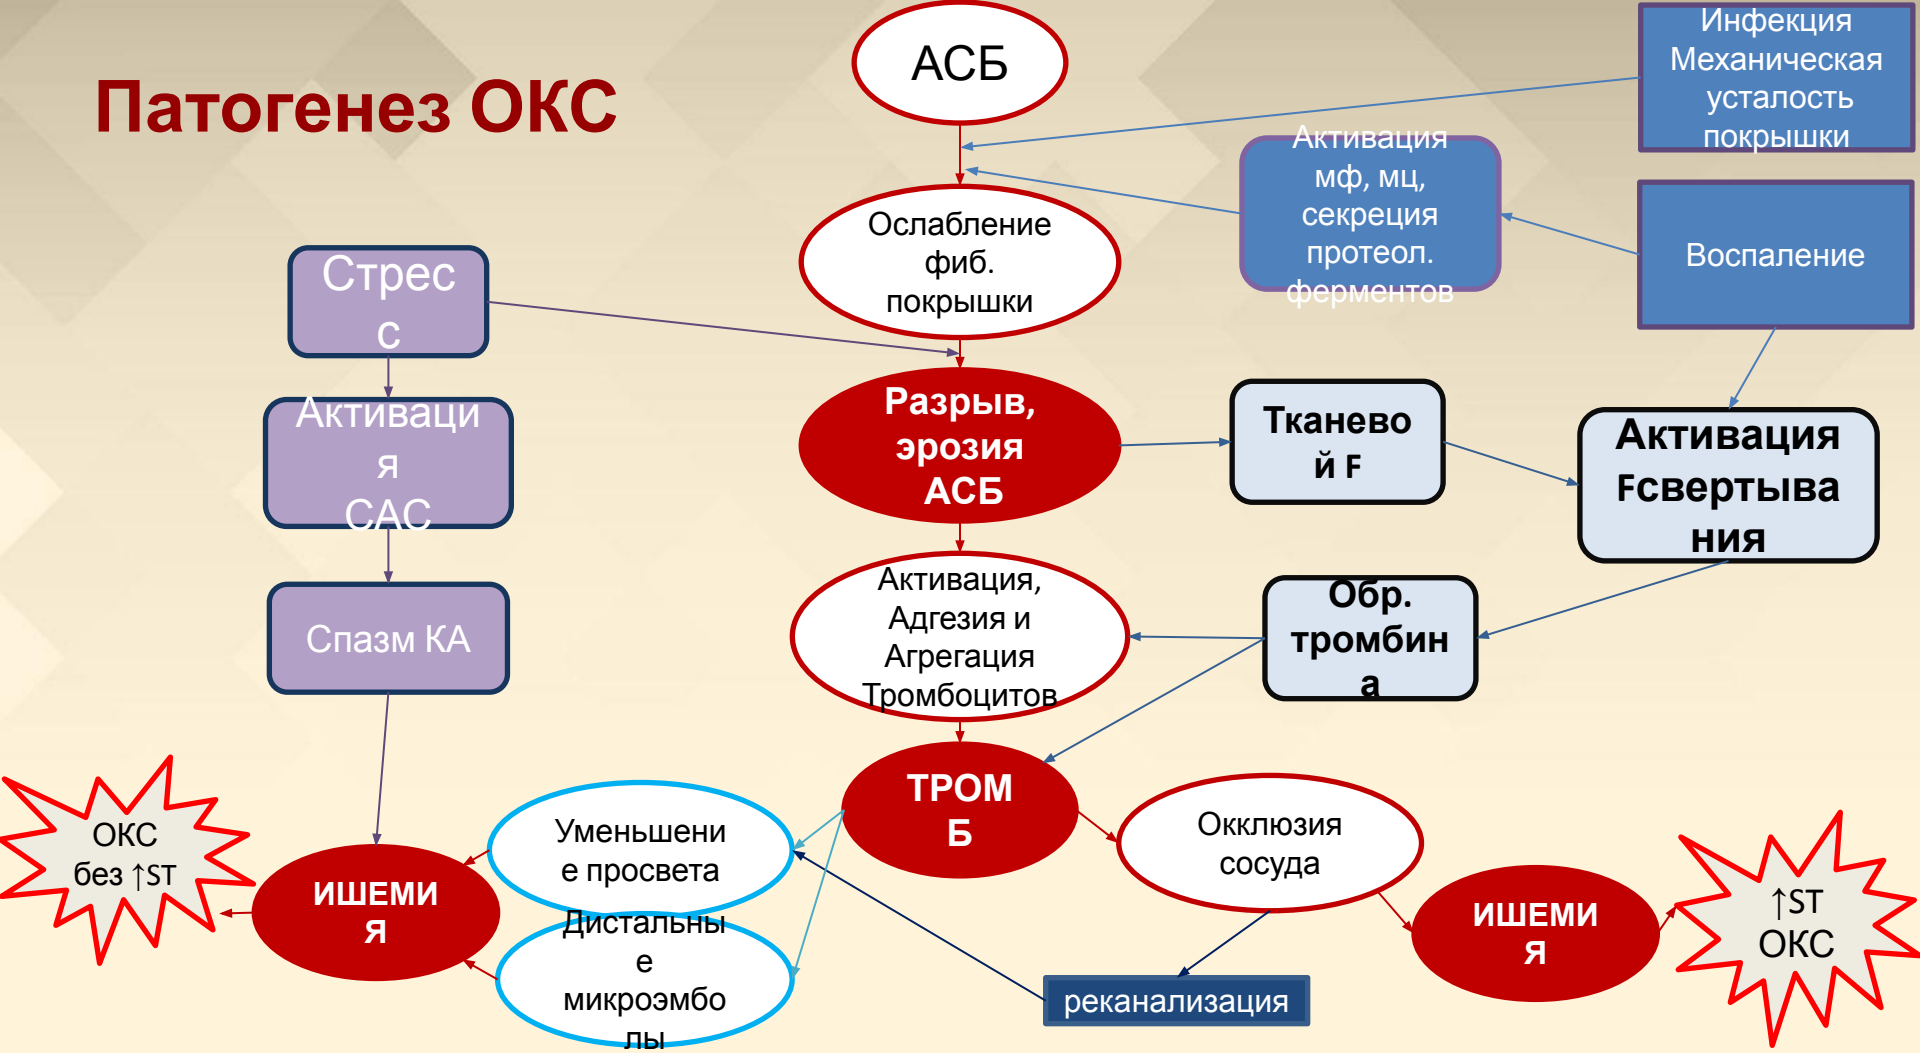 Патогенез ОКС
АСБ
Инфекция
Механическая
усталость
покрышки
Активация
мф, мц,
секреция
протеол.
ферментов
Воспаление
Ослабление
фиб.
покрышки
Стрес
с
Активаци
я
САС
Спазм КА
Разрыв,
эрозия
АСБ
Тканево
й F
Активация
Fсвертыва
ния
Активация,
Адгезия и
Агрегация
Тромбоцитов
Обр.
тромбин
а
ТРОМ
Б
Уменьшени
е просвета
Дистальны
е
микроэмбо
лы
Окклюзия
сосуда
реканализация
ИШЕМИ
Я
ОКС
без ↑ST
ИШЕМИ
Я
↑ST
ОКС